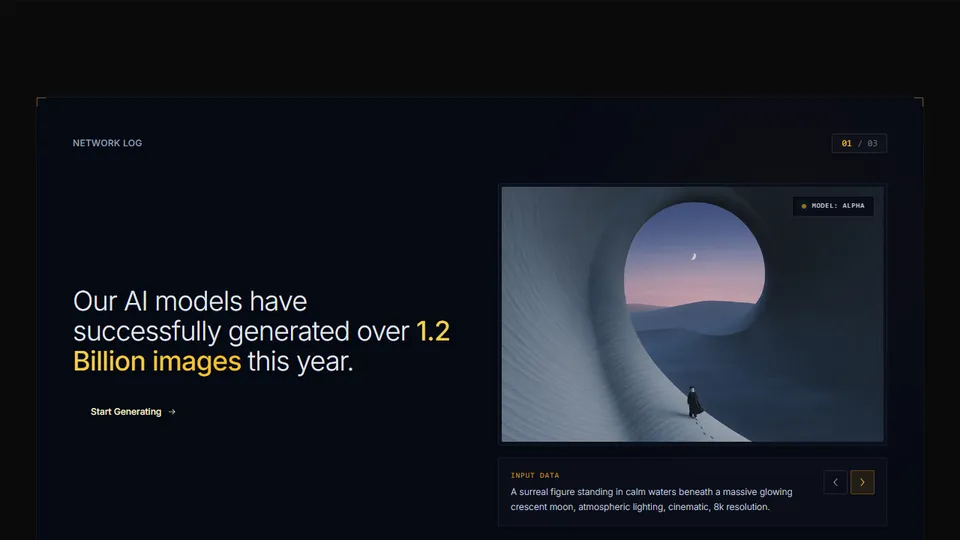 NETWORK LOG
01 / 03
MODEL: ALPHA
Our AI models have
successfully generated over 1.2
Billion images this year.
Start Generating →
INPUT DATA
A surreal figure standing in calm waters beneath a massive glowing
crescent moon, atmospheric lighting, cinematic, 8k resolution.